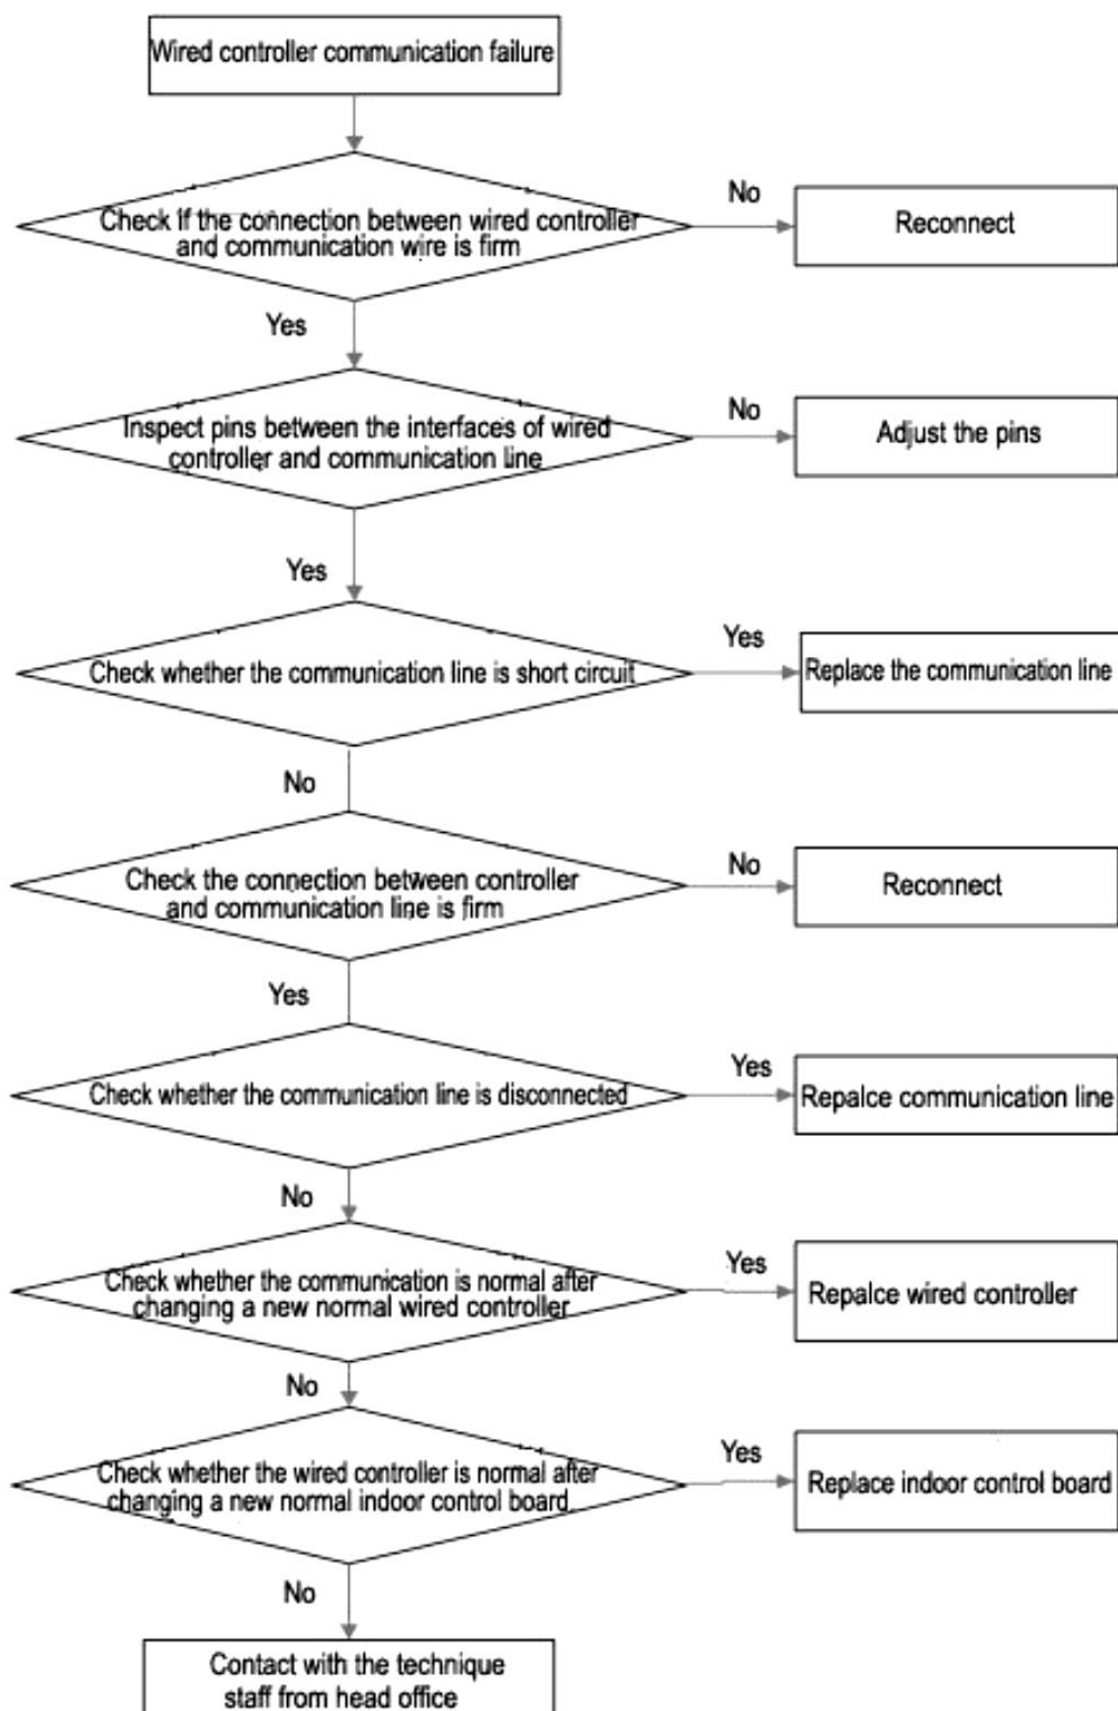 Wired controller communication failure
Check if the connection between wired controller
and communication wire is firm
No
Reconnect
Yes
Inspect pins between the interfaces of wired
controller and communication line
No
Adjust the pins
Yes
Check whether the communication line is short circuit
Yes
Replace the communication line
No
Check the connection between controller
and communication line is firm
No
Reconnect
Yes
Check whether the communication line is disconnected
Yes
Repalce communication line
No
Check whether the communication is normal after
changing a new normal wired controller
Yes
Repalce wired controller
No
Check whether the wired controller is normal after
changing a new normal indoor control board
Yes
Replace indoor control board
No
Contact with the technique
staff from head office